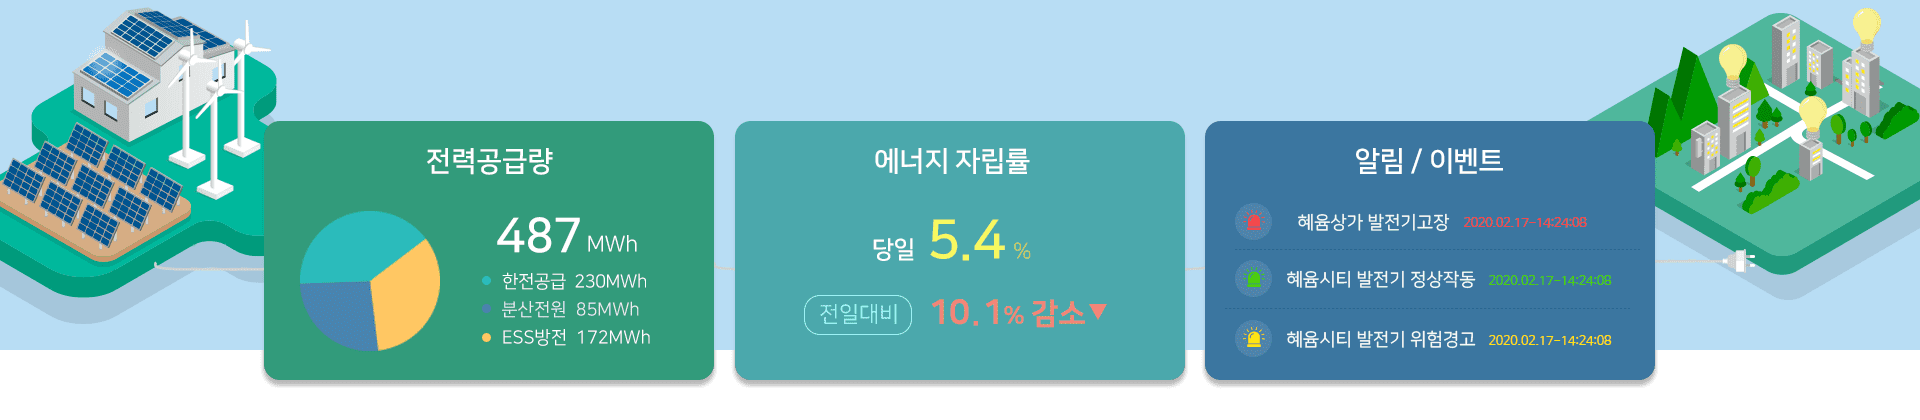 전력공급량
487 MWh
한전공급 230MWh
분산전원 85MWh
ESS방전 172MWh
에너지 자립률
당일 5.4 %
전일대비 10.1% 감소▼
알림 / 이벤트
혜윰상가 발전기고장 2020.02.17-14:24:08
혜윰시티 발전기 정상작동 2020.02.17-14:24:08
혜윰시티 발전기 위험경고 2020.02.17-14:24:08